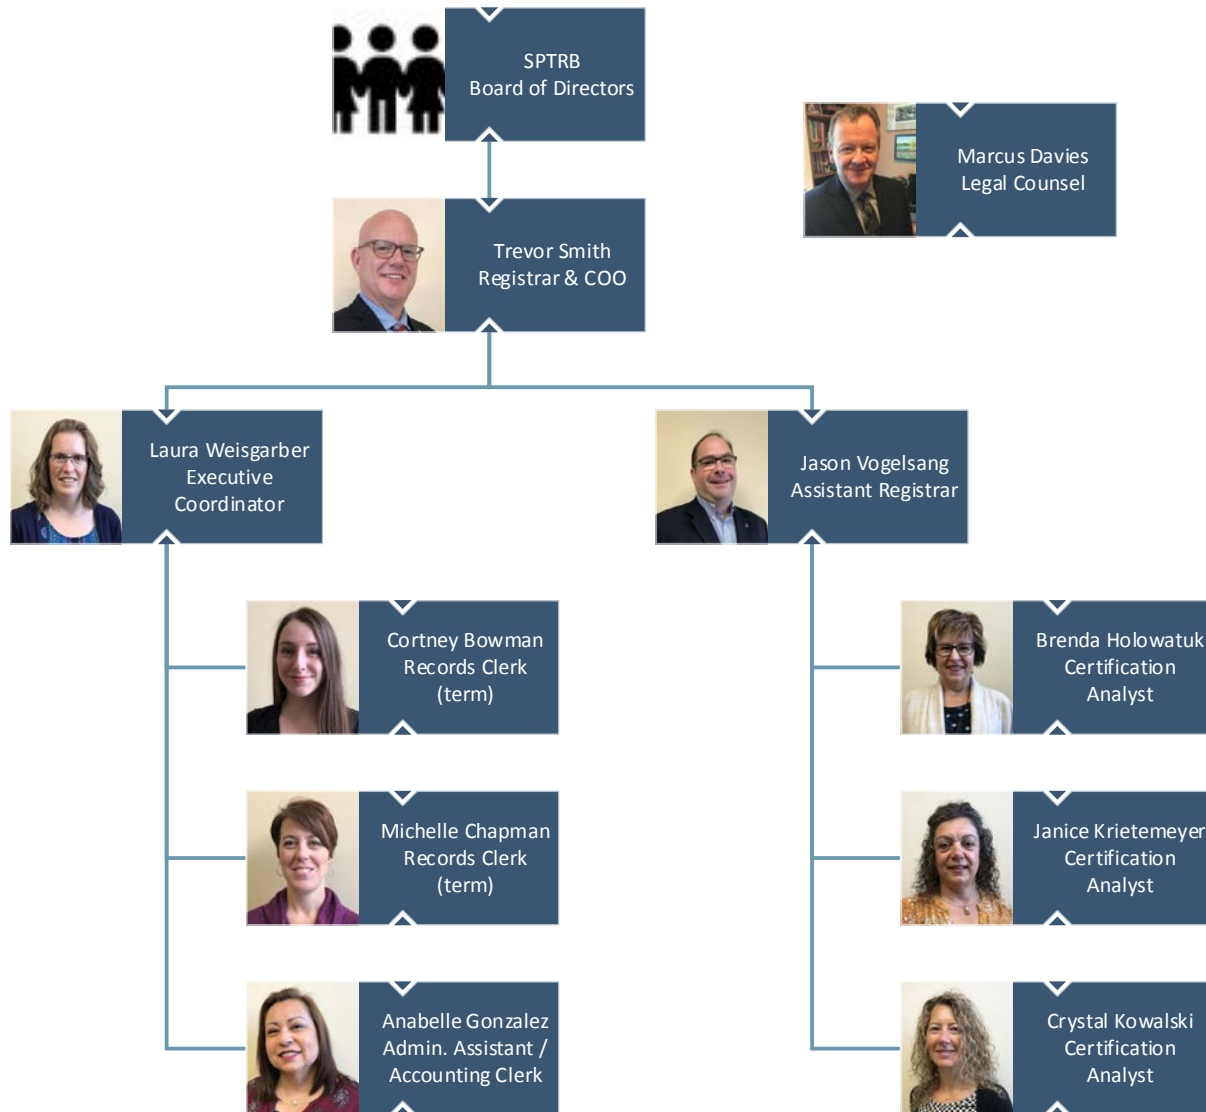 SPTRB
Board of Directors
Marcus Davies
Legal Counsel
Trevor Smith
Registrar & COO
Laura Weisgarber
Executive
Coordinator
Jason Vogelsang
Assistant Registrar
Cortney Bowman
Records Clerk
(term)
Brenda Holowatuk
Certification
Analyst
Michelle Chapman
Records Clerk
(term)
Janice Krietemeyer
Certification
Analyst
Anabelle Gonzalez
Admin. Assistant /
Accounting Clerk
Crystal Kowalski
Certification
Analyst